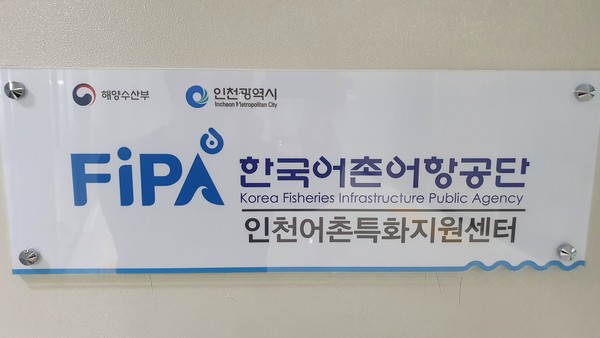 해양수산부
인천광역시
Incheon Metropolitan City
FiPA
한국어촌어항공단
Korea Fisheries Infrastructure Public Agency
인천어촌특화지원센터